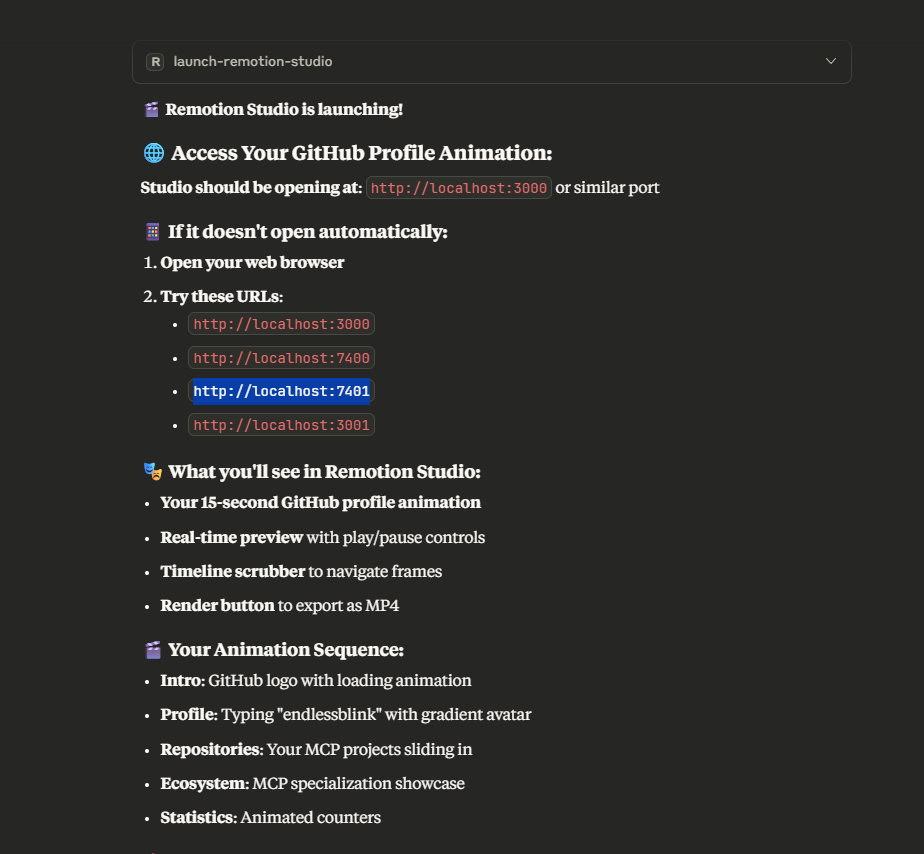 R launch-remotion-studio
🎬 Remotion Studio is launching!
🌐 Access Your GitHub Profile Animation:
Studio should be opening at: http://localhost:3000 or similar port
📱 If it doesn't open automatically:
1. Open your web browser
2. Try these URLs:
• http://localhost:3000
• http://localhost:7400
• http://localhost:7401
• http://localhost:3001
🎭 What you'll see in Remotion Studio:
• Your 15-second GitHub profile animation
• Real-time preview with play/pause controls
• Timeline scrubber to navigate frames
• Render button to export as MP4
🎬 Your Animation Sequence:
• Intro: GitHub logo with loading animation
• Profile: Typing "endlessblink" with gradient avatar
• Repositories: Your MCP projects sliding in
• Ecosystem: MCP specialization showcase
• Statistics: Animated counters